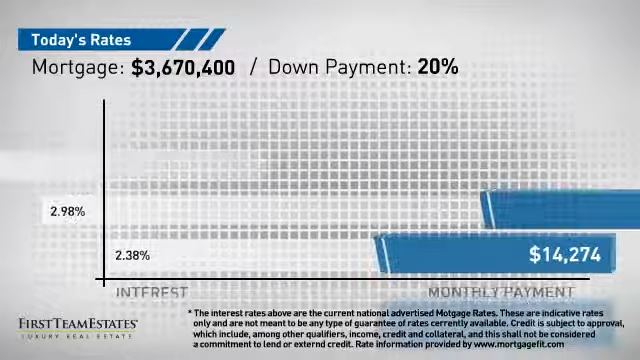 Today's Rates
Mortgage: $3,670,400 / Down Payment: 20%
2.98%
2.38%
$14,274
INTEREST
MONTHLY PAYMENT
* The interest rates above are the current national advertised Motgage Rates. These are indicative rates
only and are not meant to be any type of guarantee of rates cerrently available. Credit is subject to approval,
which include, among other qualifiers, income, credit and collateral, and this shall not be considered
a commitment to lend or externd credit. Rate information provided by www.mortgagefit.com
FIRSTTEAMESTATES
LUXURY REAL ESTATE